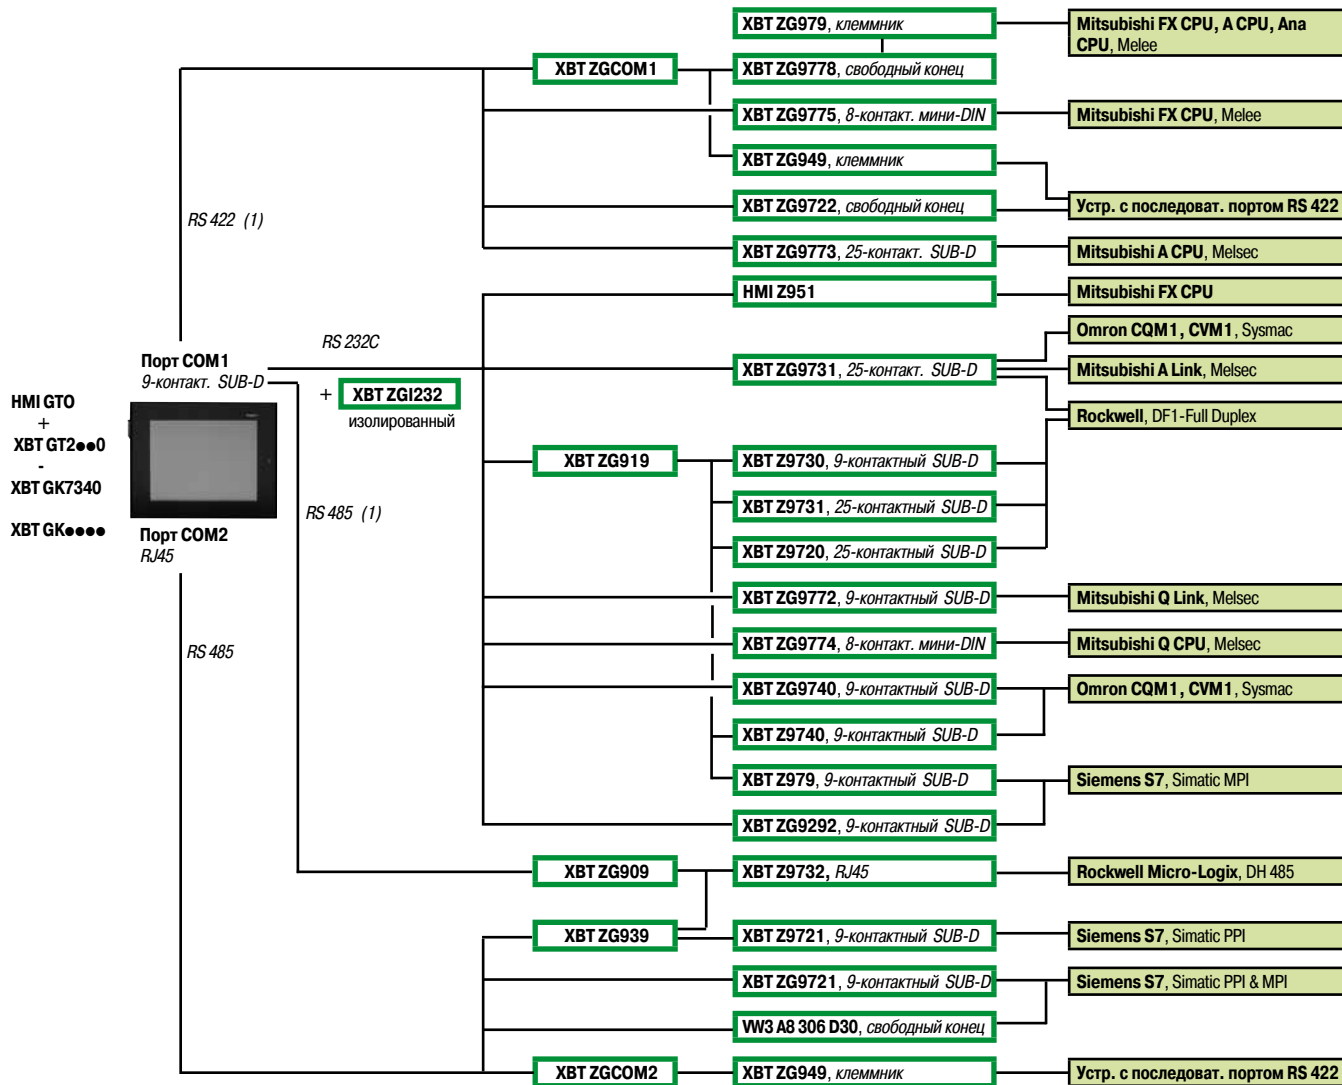 XBT ZG979, клеммник
Mitsubishi FX CPU, A CPU, Ana
CPU, Melee
XBT ZGCOM1
XBT ZG9778, свободный конец
XBT ZG9775, 8-контакт. мини-DIN
Mitsubishi FX CPU, Melee
XBT ZG949, клеммник
RS 422 (1)
XBT ZG9722, свободный конец
Устр. с последоват. портом RS 422
XBT ZG9773, 25-контакт. SUB-D
Mitsubishi A CPU, Melsec
HMI Z951
Mitsubishi FX CPU
RS 232C
Omron CQM1, CVM1, Sysmac
Порт COM1
9-контакт. SUB-D
XBT ZG9731, 25-контакт. SUB-D
Mitsubishi A Link, Melsec
+ XBT ZGI232
изолированный
Rockwell, DF1-Full Duplex
HMI GTO
+
XBT GT2●●0
-
XBT GK7340
XBT GK●●●●
XBT ZG919
XBT Z9730, 9-контактный SUB-D
XBT Z9731, 25-контактный SUB-D
RS 485 (1)
Порт COM2
RJ45
XBT Z9720, 25-контактный SUB-D
XBT ZG9772, 9-контактный SUB-D
Mitsubishi Q Link, Melsec
RS 485
XBT ZG9774, 8-контакт. мини-DIN
Mitsubishi Q CPU, Melsec
XBT ZG9740, 9-контактный SUB-D
Omron CQM1, CVM1, Sysmac
XBT Z9740, 9-контактный SUB-D
XBT Z979, 9-контактный SUB-D
Siemens S7, Simatic MPI
XBT ZG9292, 9-контактный SUB-D
XBT ZG909
XBT Z9732, RJ45
Rockwell Micro-Logix, DH 485
XBT ZG939
XBT Z9721, 9-контактный SUB-D
Siemens S7, Simatic PPI
XBT ZG9721, 9-контактный SUB-D
Siemens S7, Simatic PPI & MPI
VW3 A8 306 D30, свободный конец
XBT ZGCOM2
XBT ZG949, клеммник
Устр. с последоват. портом RS 422